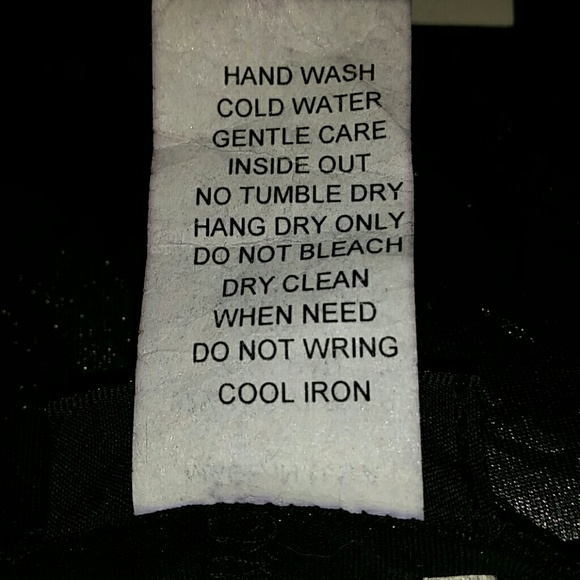 HAND WASH
COLD WATER
GENTLE CARE
INSIDE OUT
NO TUMBLE DRY
HANG DRY ONLY
DO NOT BLEACH
DRY CLEAN
WHEN NEED
DO NOT WRING
COOL IRON